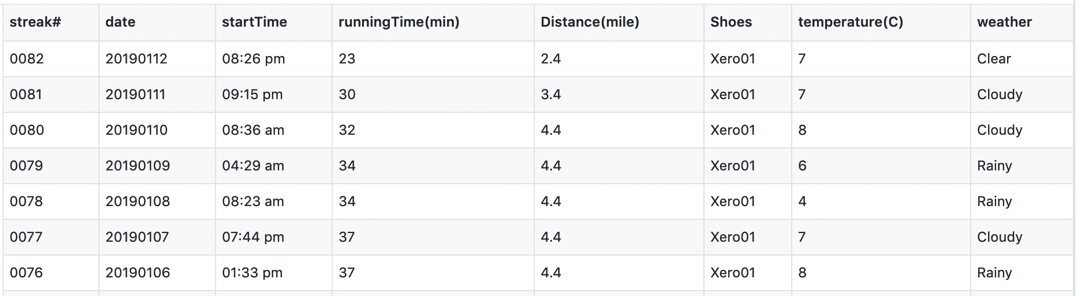 streak# date startTime runningTime(min) Distance(mile) Shoes temperature(C) weather
0082 20190112 08:26 pm 23 2.4 Xero01 7 Clear
0081 20190111 09:15 pm 30 3.4 Xero01 7 Cloudy
0080 20190110 08:36 am 32 4.4 Xero01 8 Cloudy
0079 20190109 04:29 am 34 4.4 Xero01 6 Rainy
0078 20190108 08:23 am 34 4.4 Xero01 4 Rainy
0077 20190107 07:44 pm 37 4.4 Xero01 7 Cloudy
0076 20190106 01:33 pm 37 4.4 Xero01 8 Rainy